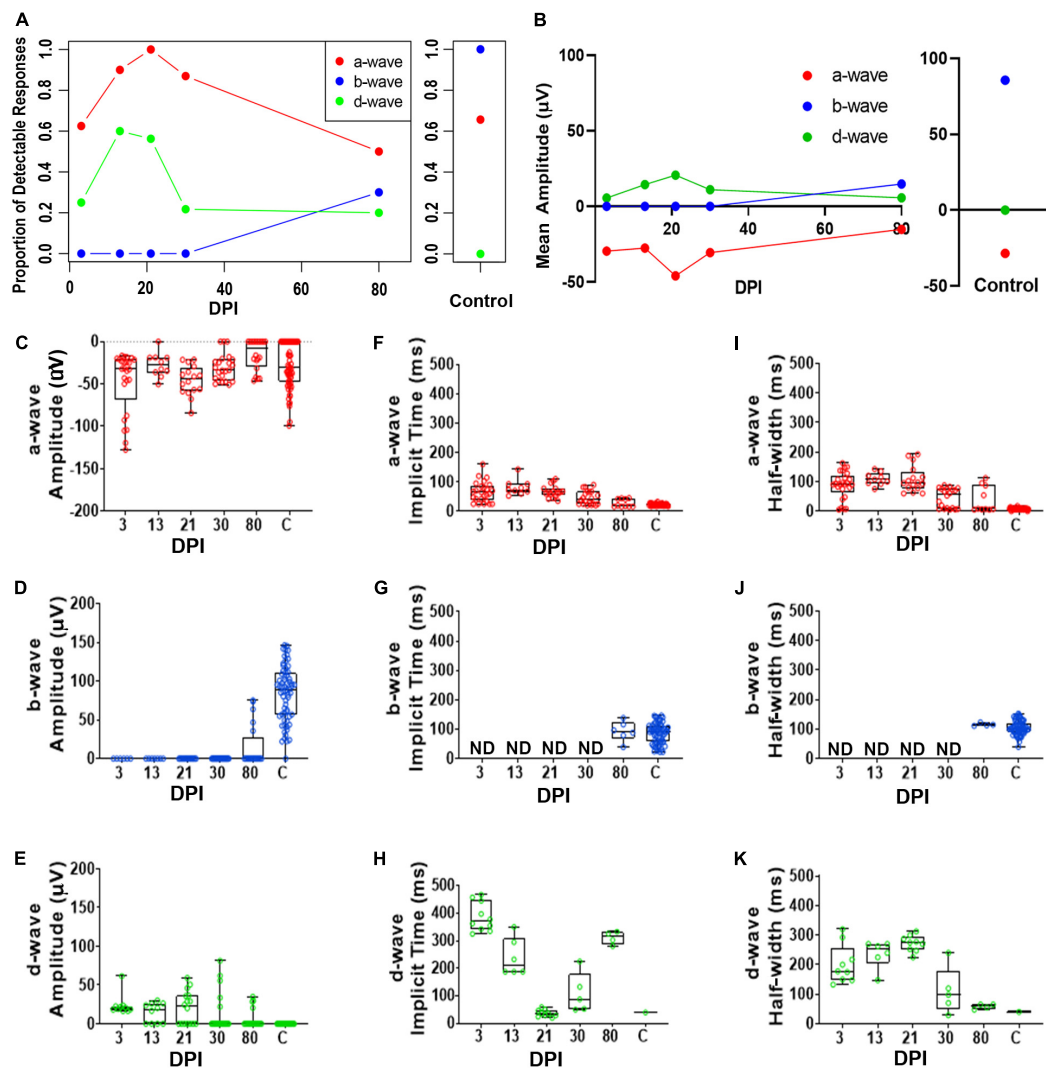 A
Proportion of Detectable Responses
1.0
0.8
0.6
0.4
0.2
0.0
a-wave
b-wave
d-wave
0 20 40 60 80
DPI
1.0
0.8
0.6
0.4
0.2
0.0
Control
B
Mean Amplitude (µV)
100
50
0
-50
a-wave
b-wave
d-wave
20 40 60 80
DPI
100
50
0
-50
Control
C
a-wave
Amplitude (uV)
0
-50
-100
-150
-200
3 13 21 30 80 C
DPI
F
a-wave
Implicit Time (ms)
500
400
300
200
100
0
3 13 21 30 80 C
DPI
I
a-wave
Half-width (ms)
500
400
300
200
100
0
3 13 21 30 80 C
DPI
D
b-wave
Amplitude (µV)
200
150
100
50
0
3 13 21 30 80 C
DPI
G
b-wave
Implicit Time (ms)
500
400
300
200
100
0
ND ND ND ND
3 13 21 30 80 C
DPI
J
b-wave
Half-width (ms)
500
400
300
200
100
0
ND ND ND ND
3 13 21 30 80 C
DPI
E
d-wave
Amplitude (µV)
200
150
100
50
0
3 13 21 30 80 C
DPI
H
d-wave
Implicit Time (ms)
500
400
300
200
100
0
3 13 21 30 80 C
DPI
K
d-wave
Half-width (ms)
500
400
300
200
100
0
3 13 21 30 80 C
DPI